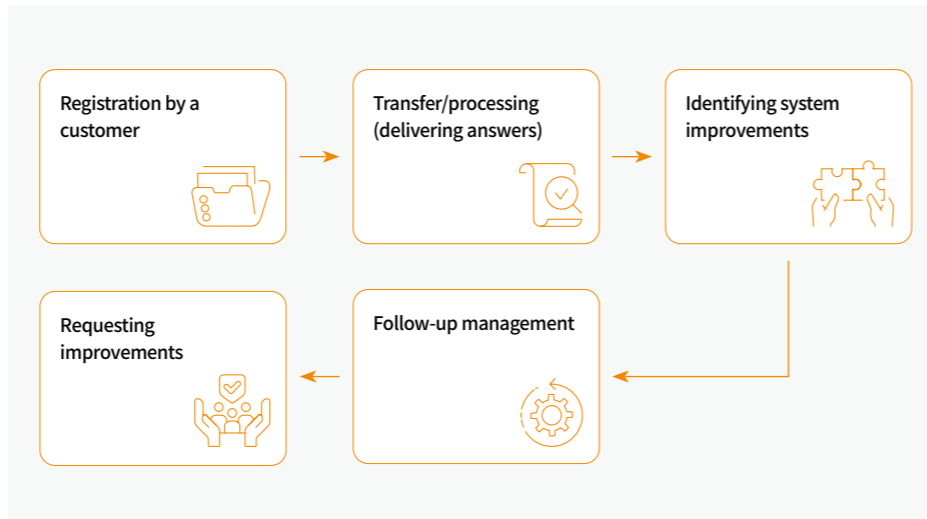 Registration by a
customer
Transfer/processing
(delivering answers)
Identifying system
improvements
Follow-up management
Requesting
improvements